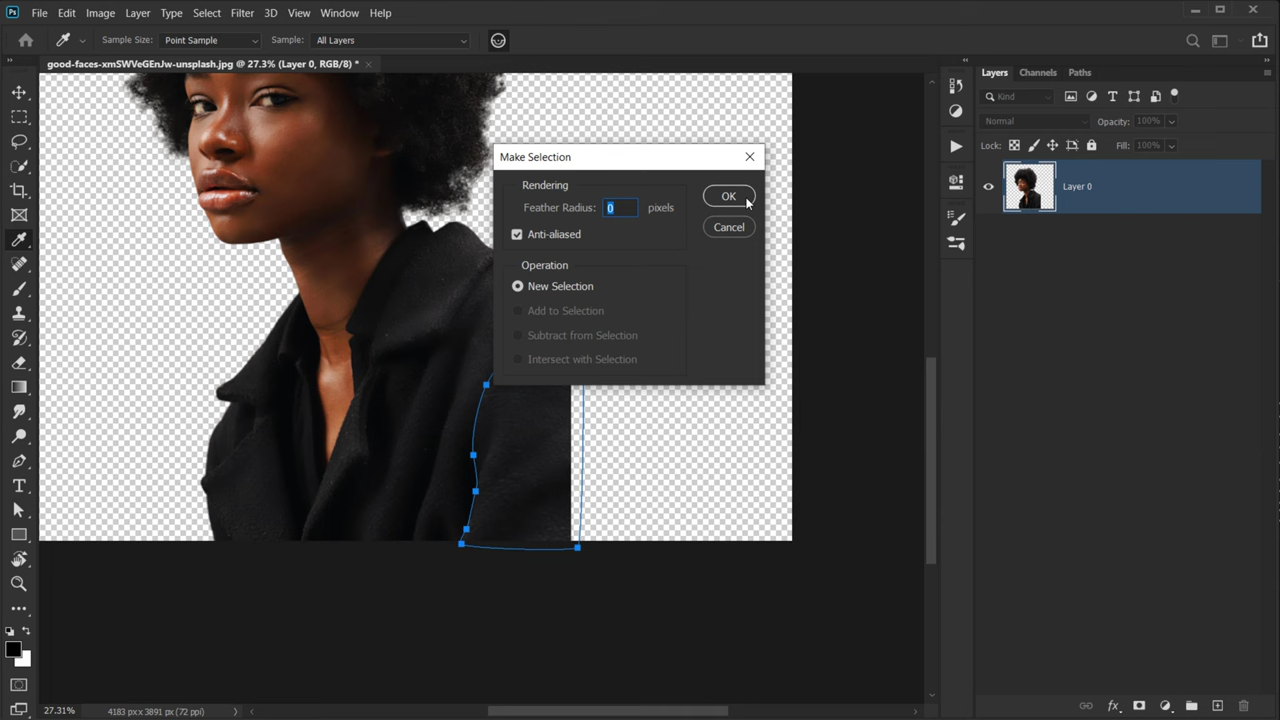 Ps
File Edit Image Layer Type Select Filter 3D View Window Help
Sample Size: Point Sample Sample: All Layers
good-faces-xmSWVeGEnJw-unsplash.jpg @ 27.3% (Layer 0, RGB/8) *
Layers Channels Paths
Kind
Normal Opacity: 100%
Lock: Fill: 100%
Layer 0
Make Selection
Rendering
Feather Radius: 0 pixels
Anti-aliased
OK
Cancel
Operation
New Selection
Add to Selection
Subtract from Selection
Intersect with Selection
27.31% 4183 px x 3891 px (72 ppi)